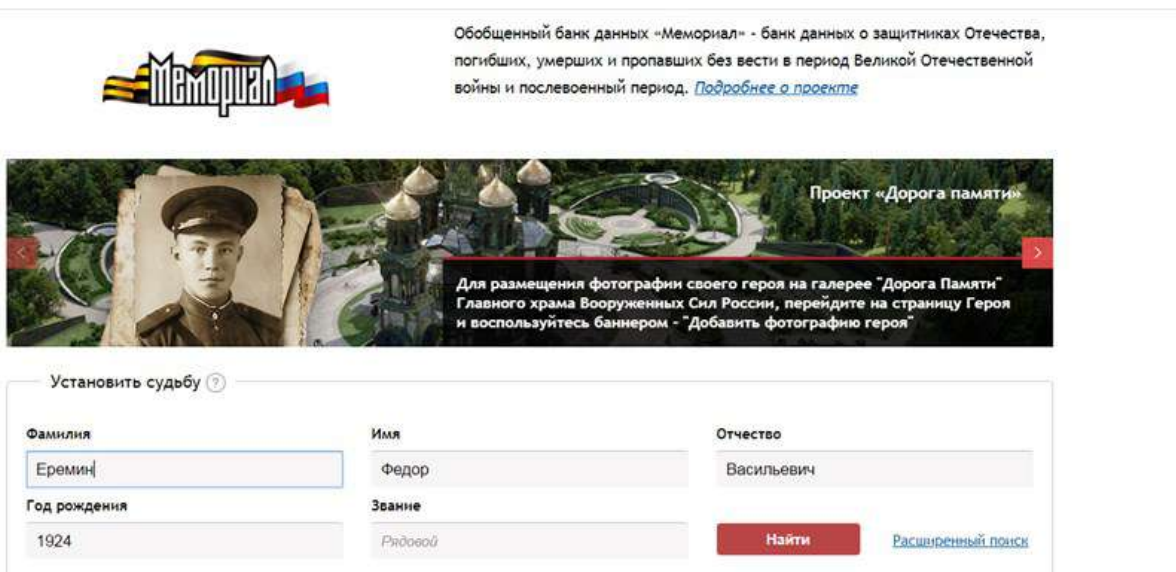 Мемориал
Обобщенный банк данных «Мемориал» - банк данных о защитниках Отечества,
погибших, умерших и пропавших без вести в период Великой Отечественной
войны и послевоенный период. Подробнее о проекте
Проект «Дорога памяти»
Для размещения фотографии своего героя на галерее "Дорога Памяти"
Главного храма Вооруженных Сил России, перейдите на страницу Героя
и воспользуйтесь баннером - "Добавить фотографию героя"
Установить судьбу ?
Фамилия Имя Отчество
Еремин Федор Васильевич
Год рождения Звание
1924 Рядовой Найти Расширенный поиск